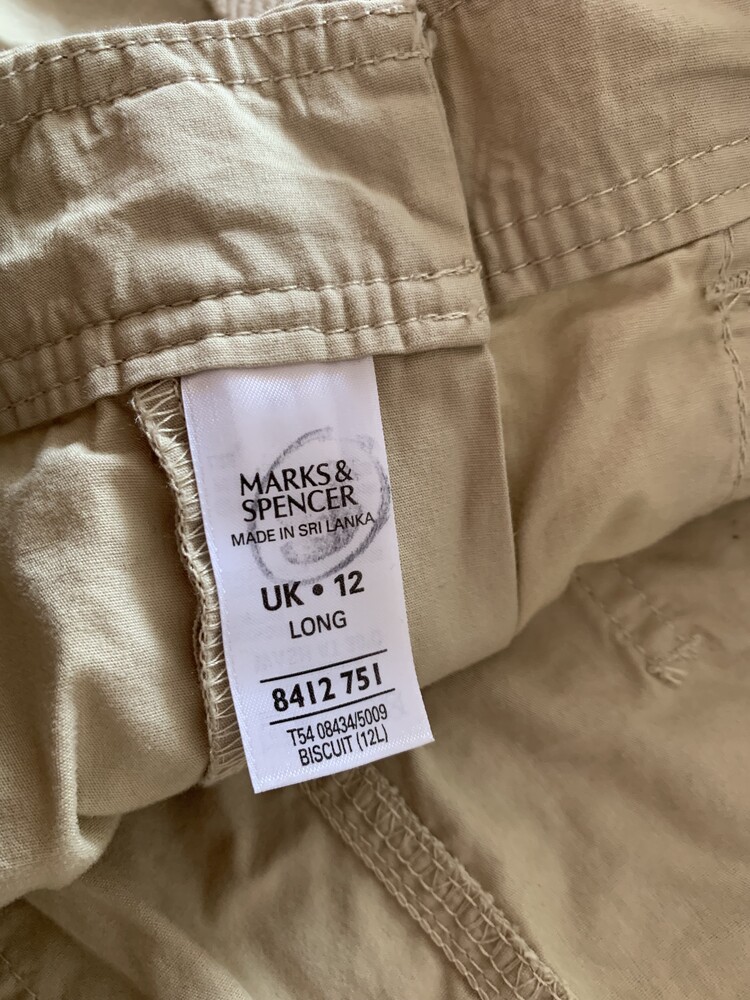 MARKS &
SPENCER
MADE IN SRI LANKA
UK • 12
LONG
8412 751
T54 08434/5009
BISCUIT (12L)